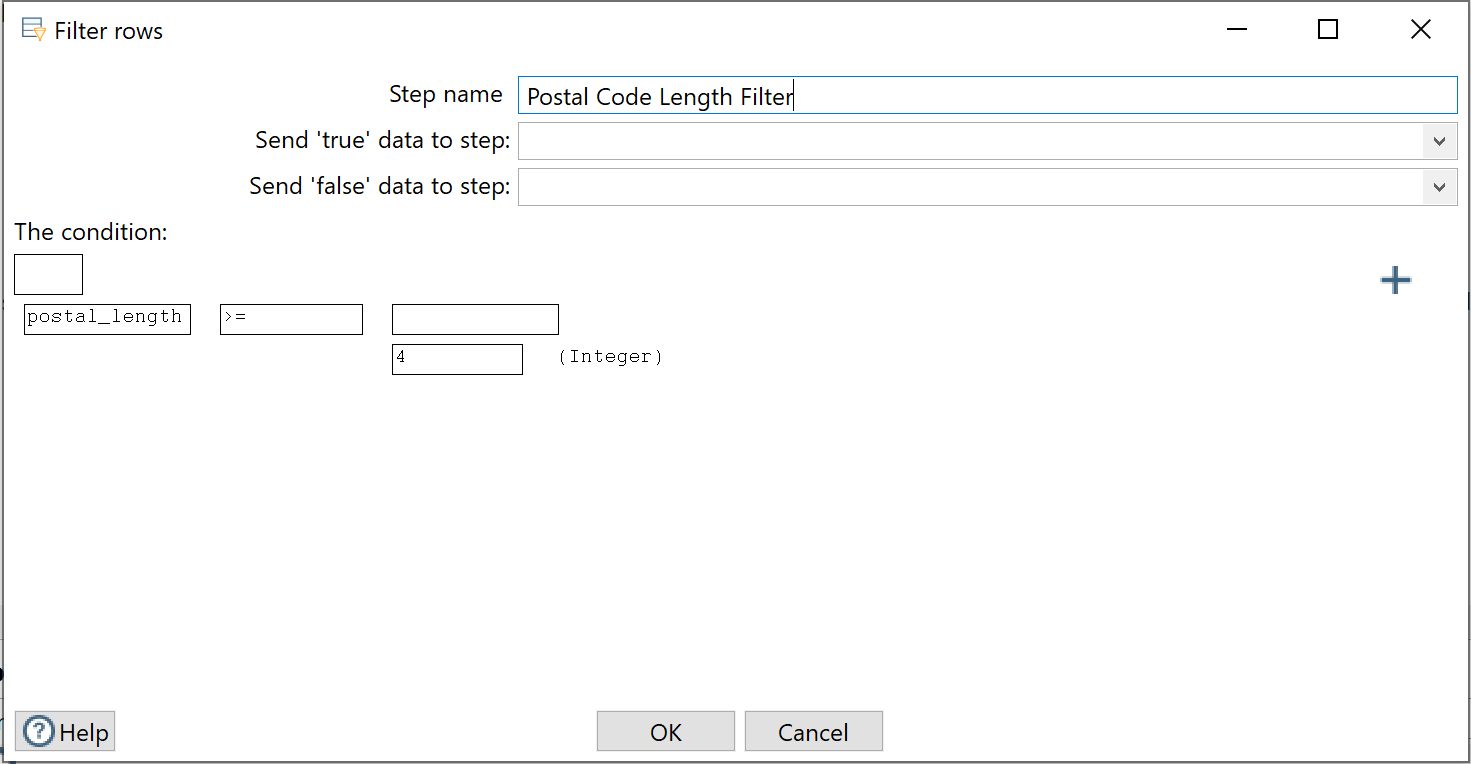 Filter rows
Step name Postal Code Length Filter
Send 'true' data to step:
Send 'false' data to step:
The condition:
postal_length >=
4 (Integer)
Help OK Cancel